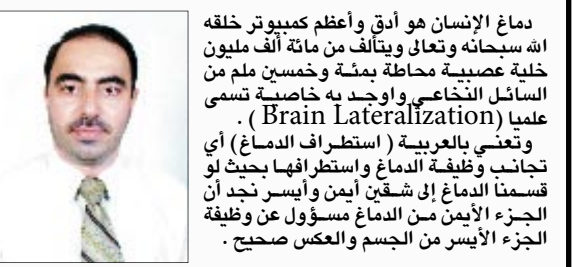 دماغ الإنسان هو أدق وأعظم كمبيوتر خلقه
الله سبحانه وتعالى ويتألف من مائة ألف مليون
خلية عصبية محاطة بمئة وخمسين ملم من
السائل النخاعي واوجد به خاصية تسمى
علميا (Brain Lateralization ) .
وتعني بالعربية ( استطراف الدماغ) أي
تجانب وظيفة الدماغ واستطرافها بحيث لو
قسمنا الدماغ إلى شقين أيمن وأيسر نجد أن
الجزء الأيمن من الدماغ مسؤول عن وظيفة
الجزء الأيسر من الجسم والعكس صحيح .